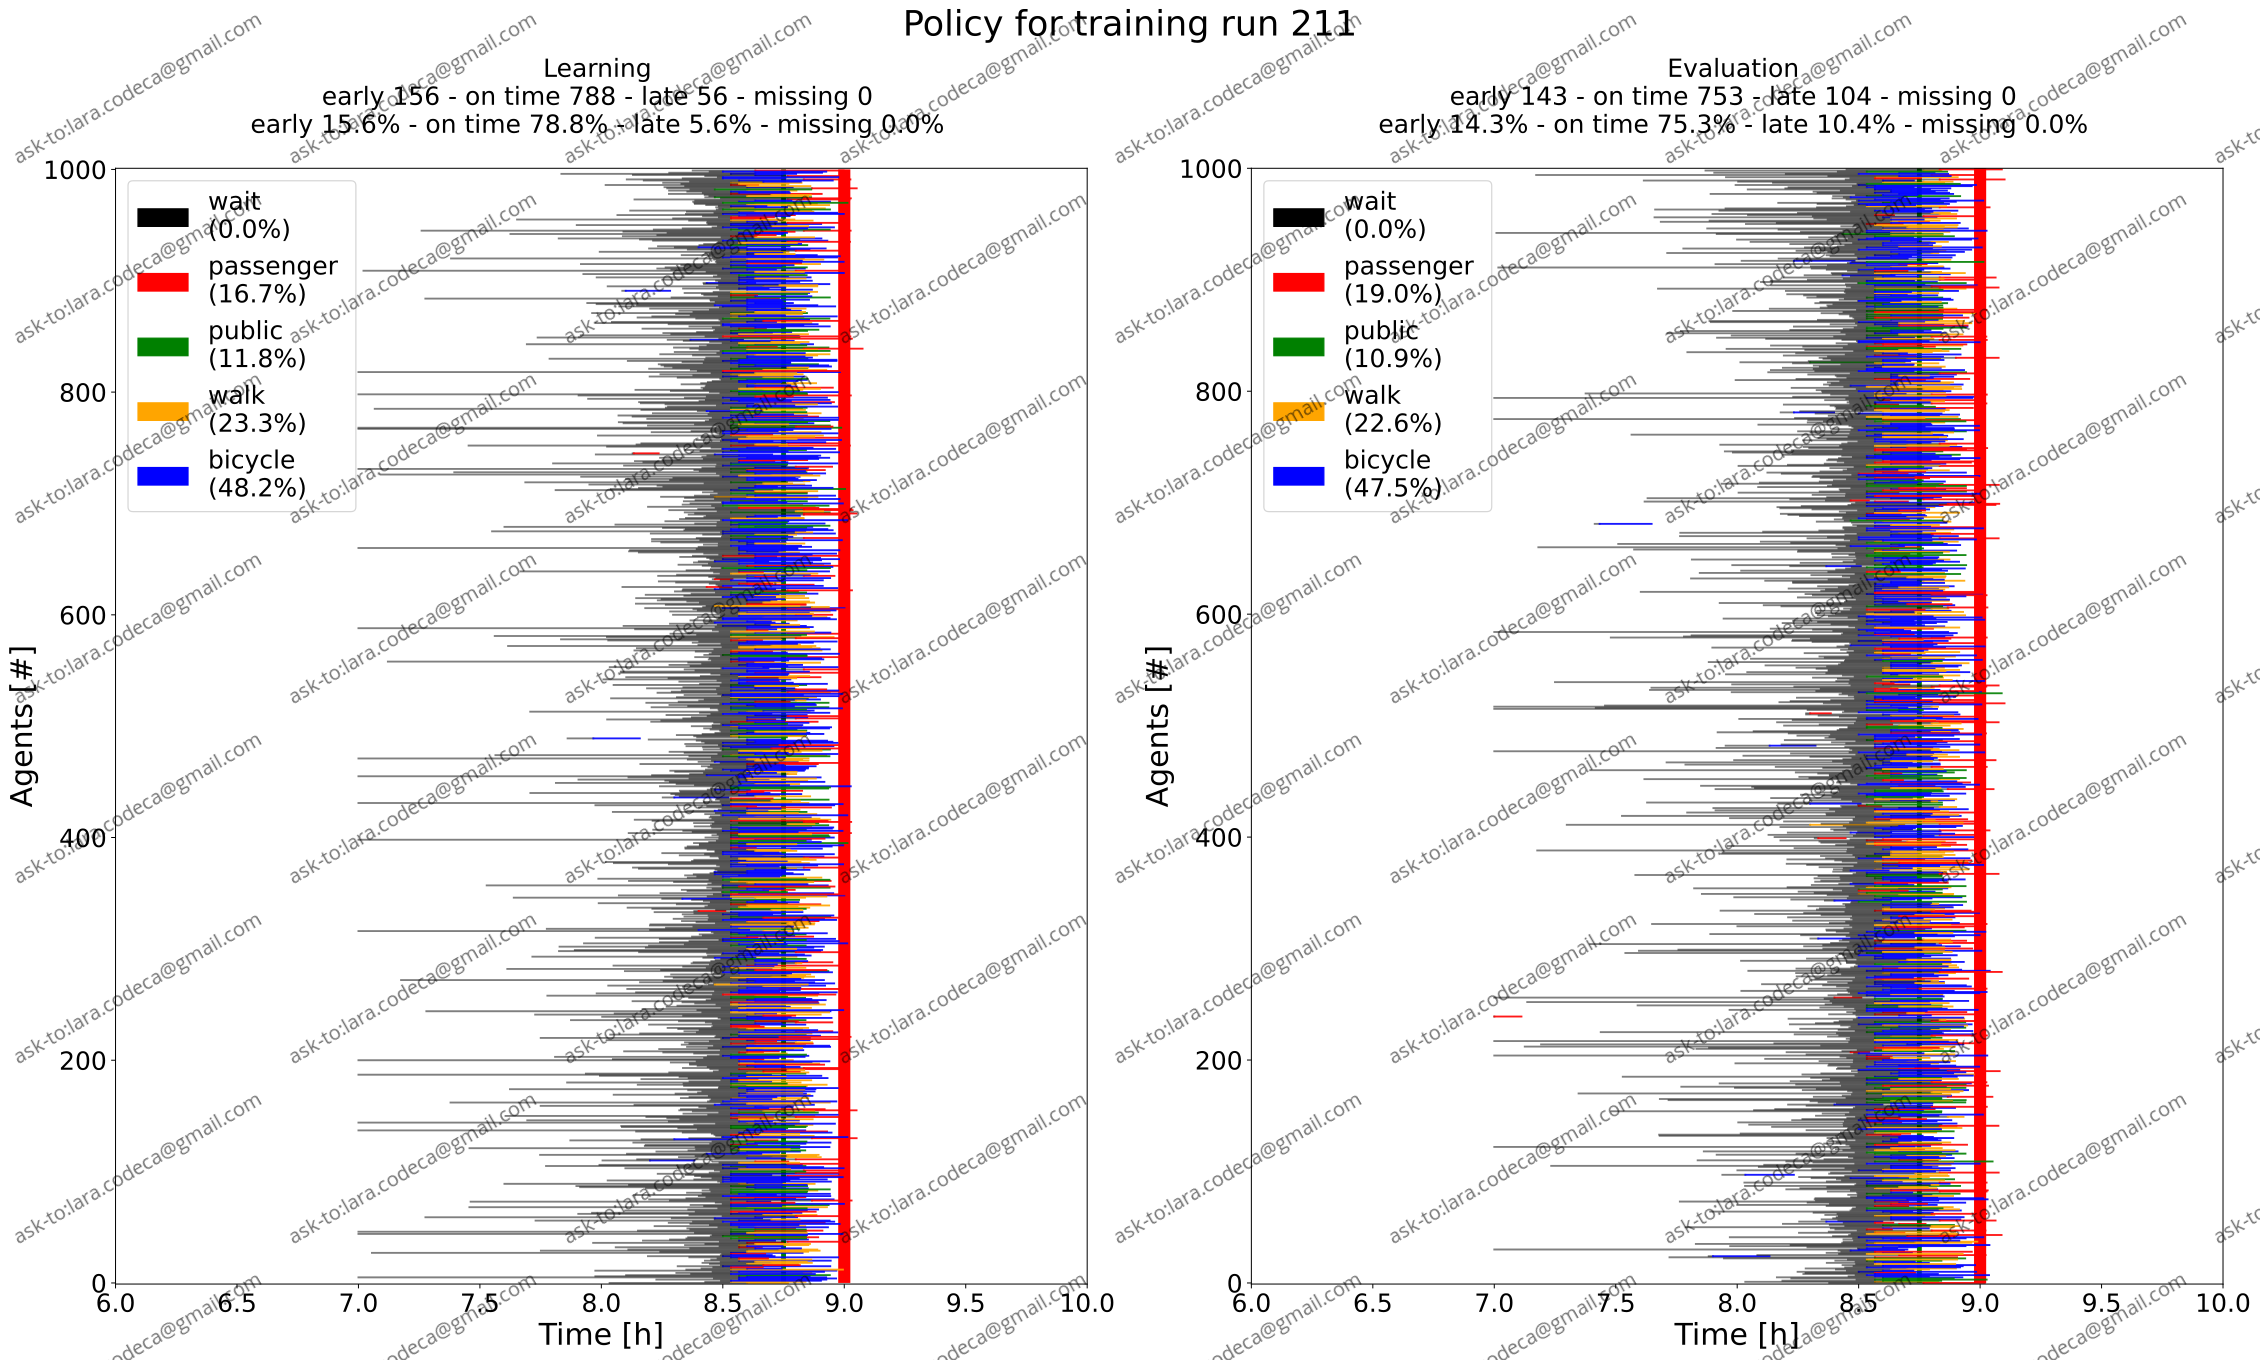 Policy for training run 211
Learning
early 156 - on time 788 - late 56 - missing 0
early 15.6% - on time 78.8% - late 5.6% - missing 0.0%
Agents [#]
1000
800
600
400
200
0
wait
(0.0%)
passenger
(16.7%)
public
(11.8%)
walk
(23.3%)
bicycle
(48.2%)
6.0 6.5 7.0 7.5 8.0 8.5 9.0 9.5 10.0
Time [h]
Evaluation
early 143 - on time 753 - late 104 - missing 0
early 14.3% - on time 75.3% - late 10.4% - missing 0.0%
Agents [#]
1000
800
600
400
200
0
wait
(0.0%)
passenger
(19.0%)
public
(10.9%)
walk
(22.6%)
bicycle
(47.5%)
6.0 6.5 7.0 7.5 8.0 8.5 9.0 9.5 10.0
Time [h]
ask-to:lara.codeca@gmail.com